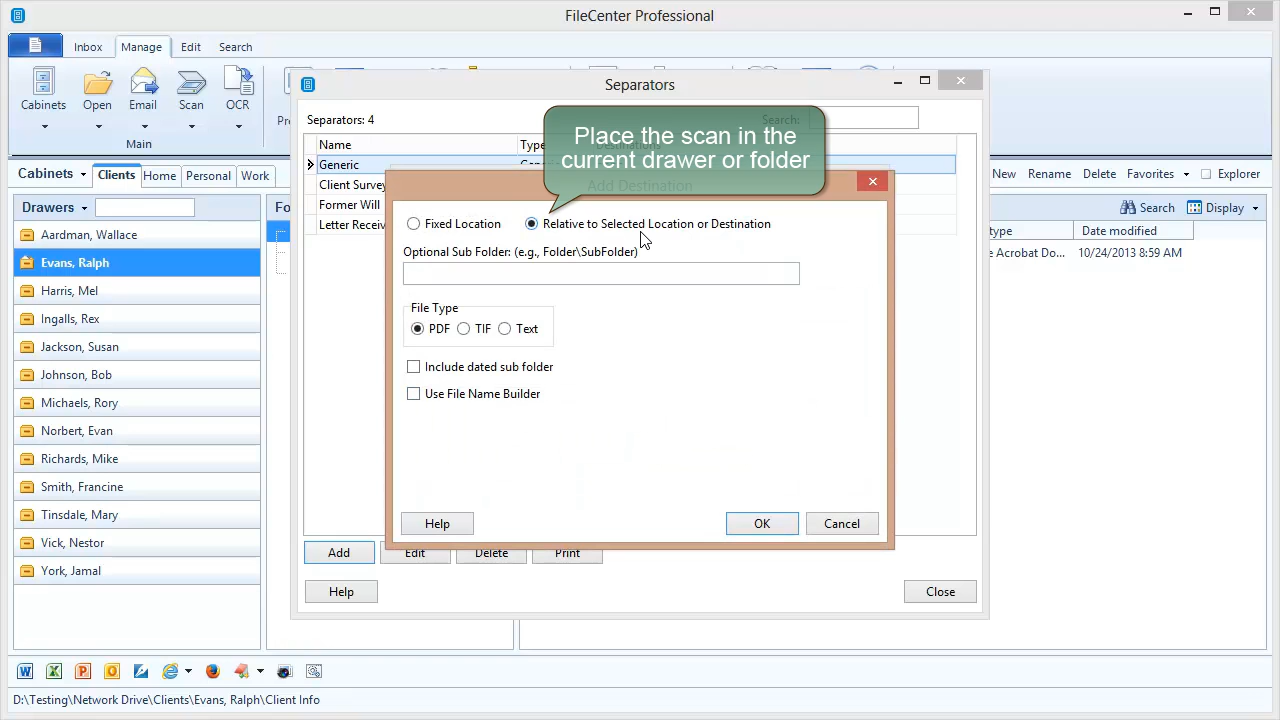 FileCenter Professional
Inbox Manage Edit Search
Cabinets Open Email Scan OCR
Main
Cabinets Clients Home Personal Work
New Rename Delete Favorites Explorer
Drawers
Search Display
Date modified
10/24/2013 8:59 AM
Aardman, Wallace
Evans, Ralph
Harris, Mel
Ingalls, Rex
Jackson, Susan
Johnson, Bob
Michaels, Rory
Norbert, Evan
Richards, Mike
Smith, Francine
Tinsdale, Mary
Vick, Nestor
York, Jamal
Separators
Separators: 4
Search:
Name Type Destinations
Generic
Client Survey
Former Will
Letter Receiv
Place the scan in the
current drawer or folder
Add Destination
Fixed Location Relative to Selected Location or Destination
Optional Sub Folder: (e.g., Folder\SubFolder)
File Type
PDF TIF Text
Include dated sub folder
Use File Name Builder
Help OK Cancel
Add Edit Delete Print
Help Close
D:\Testing\Network Drive\Clients\Evans, Ralph\Client Info